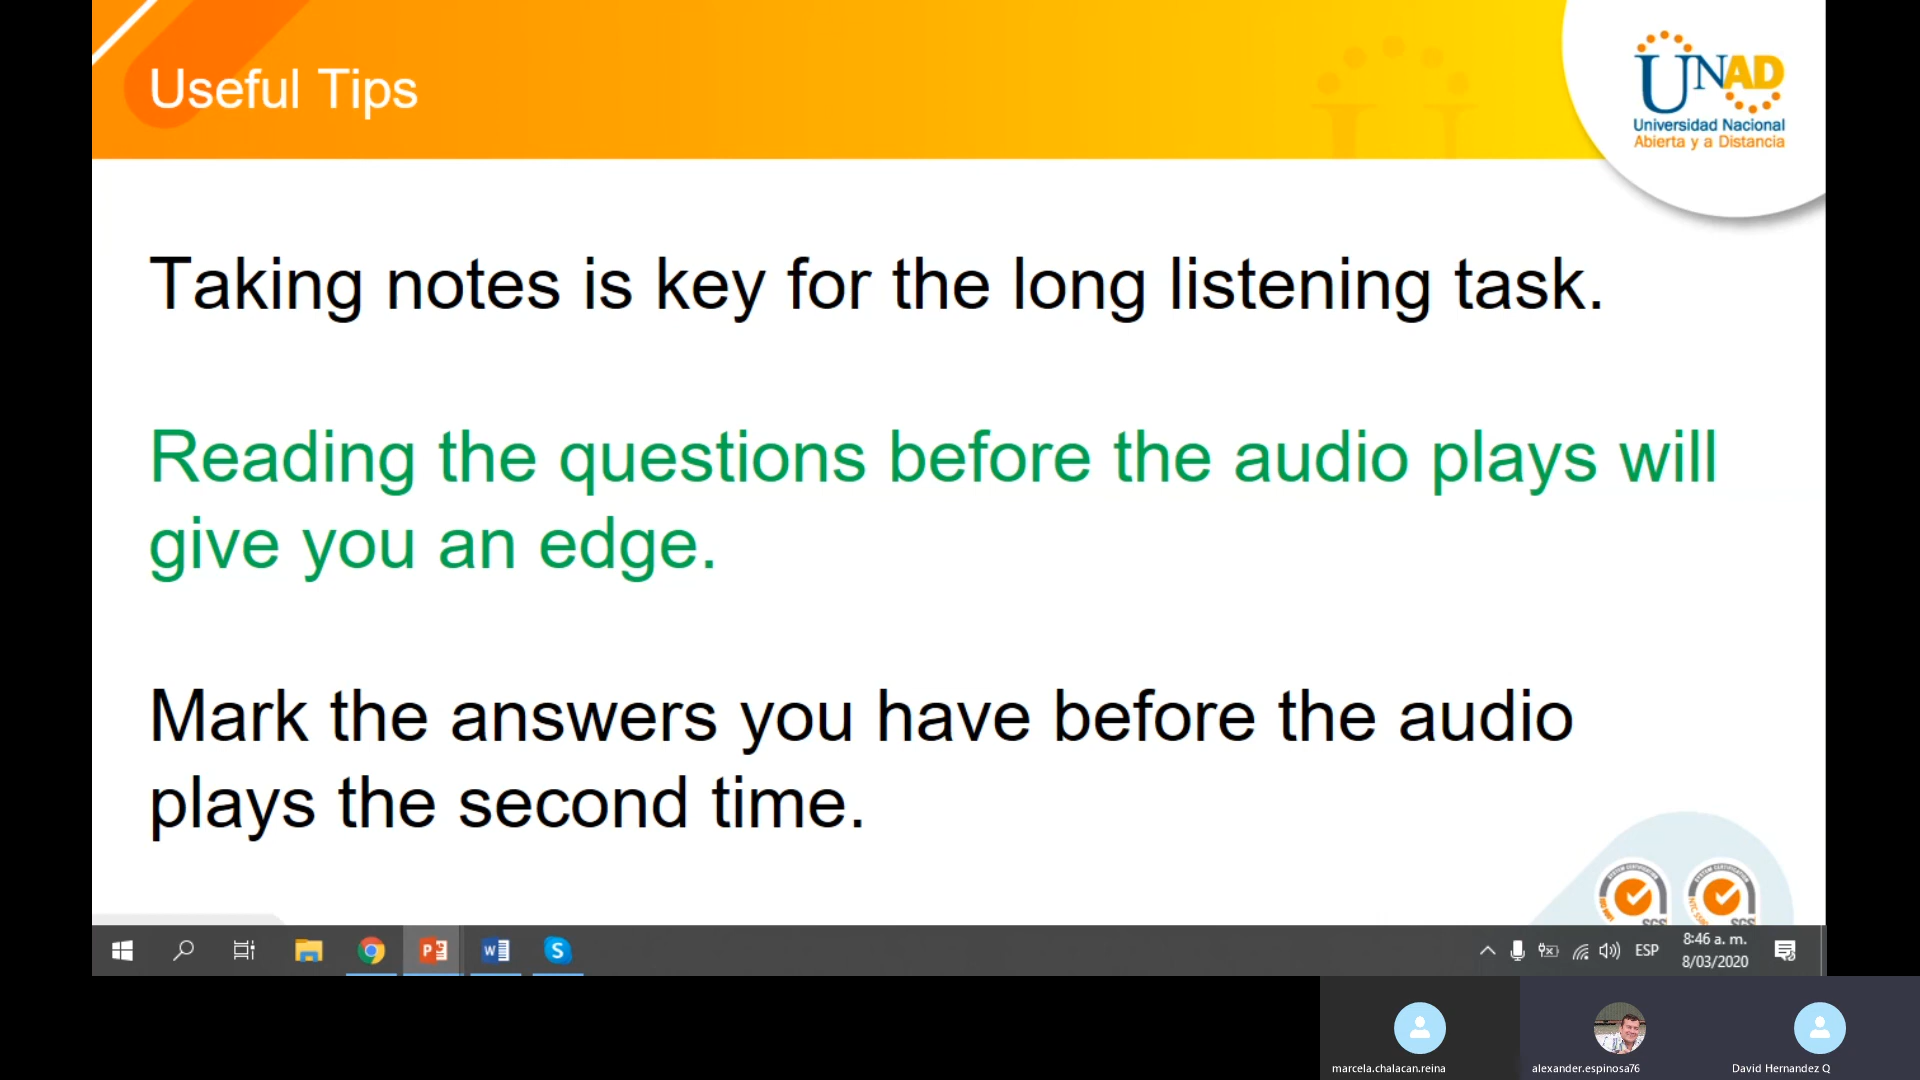 Useful Tips
UNAD
Universidad Nacional
Abierta y a Distancia
Taking notes is key for the long listening task.
Reading the questions before the audio plays will
give you an edge.
Mark the answers you have before the audio
plays the second time.
ESP
8:46 a. m.
8/03/2020
marcela.chalacan.reina
alexander.espinosa76
David Hernandez Q